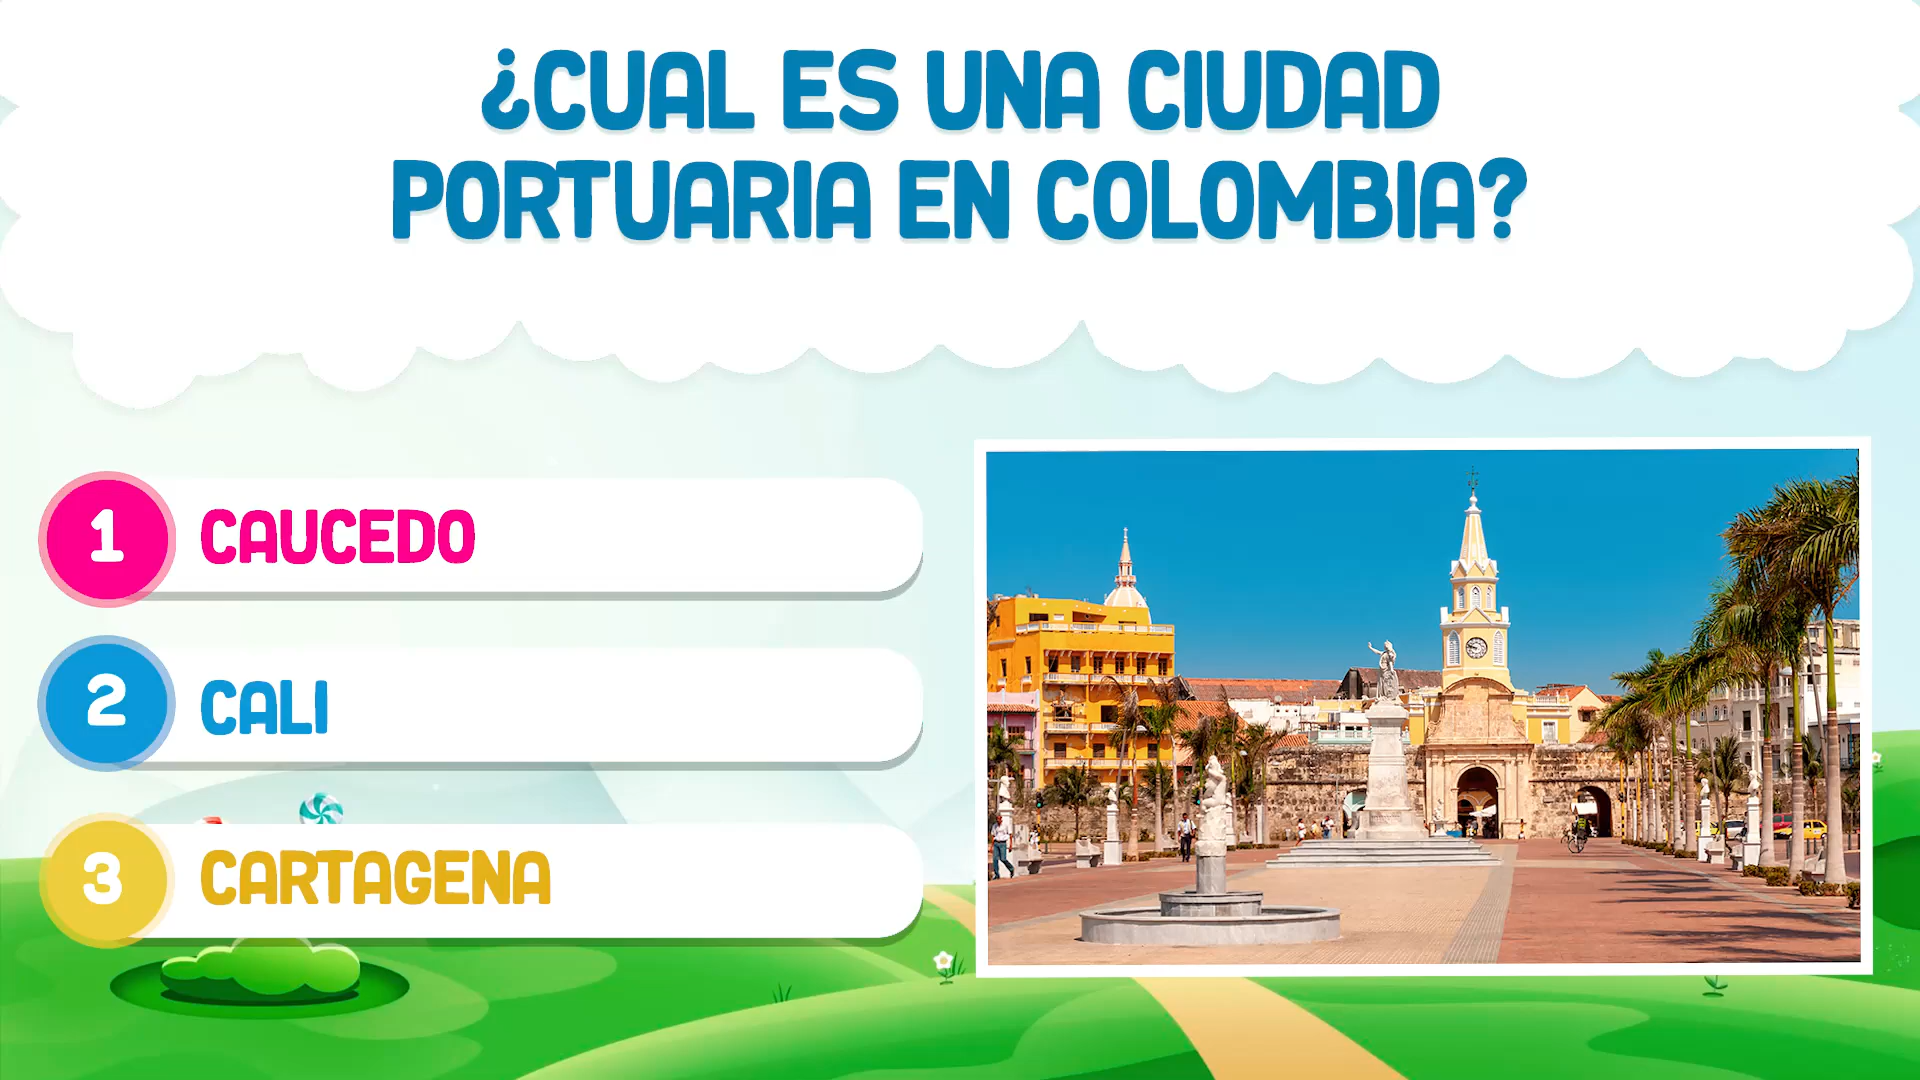 ¿CUAL ES UNA CIUDAD
PORTUARIA EN COLOMBIA?
1 CAUCEDO
2 CALI
3 CARTAGENA